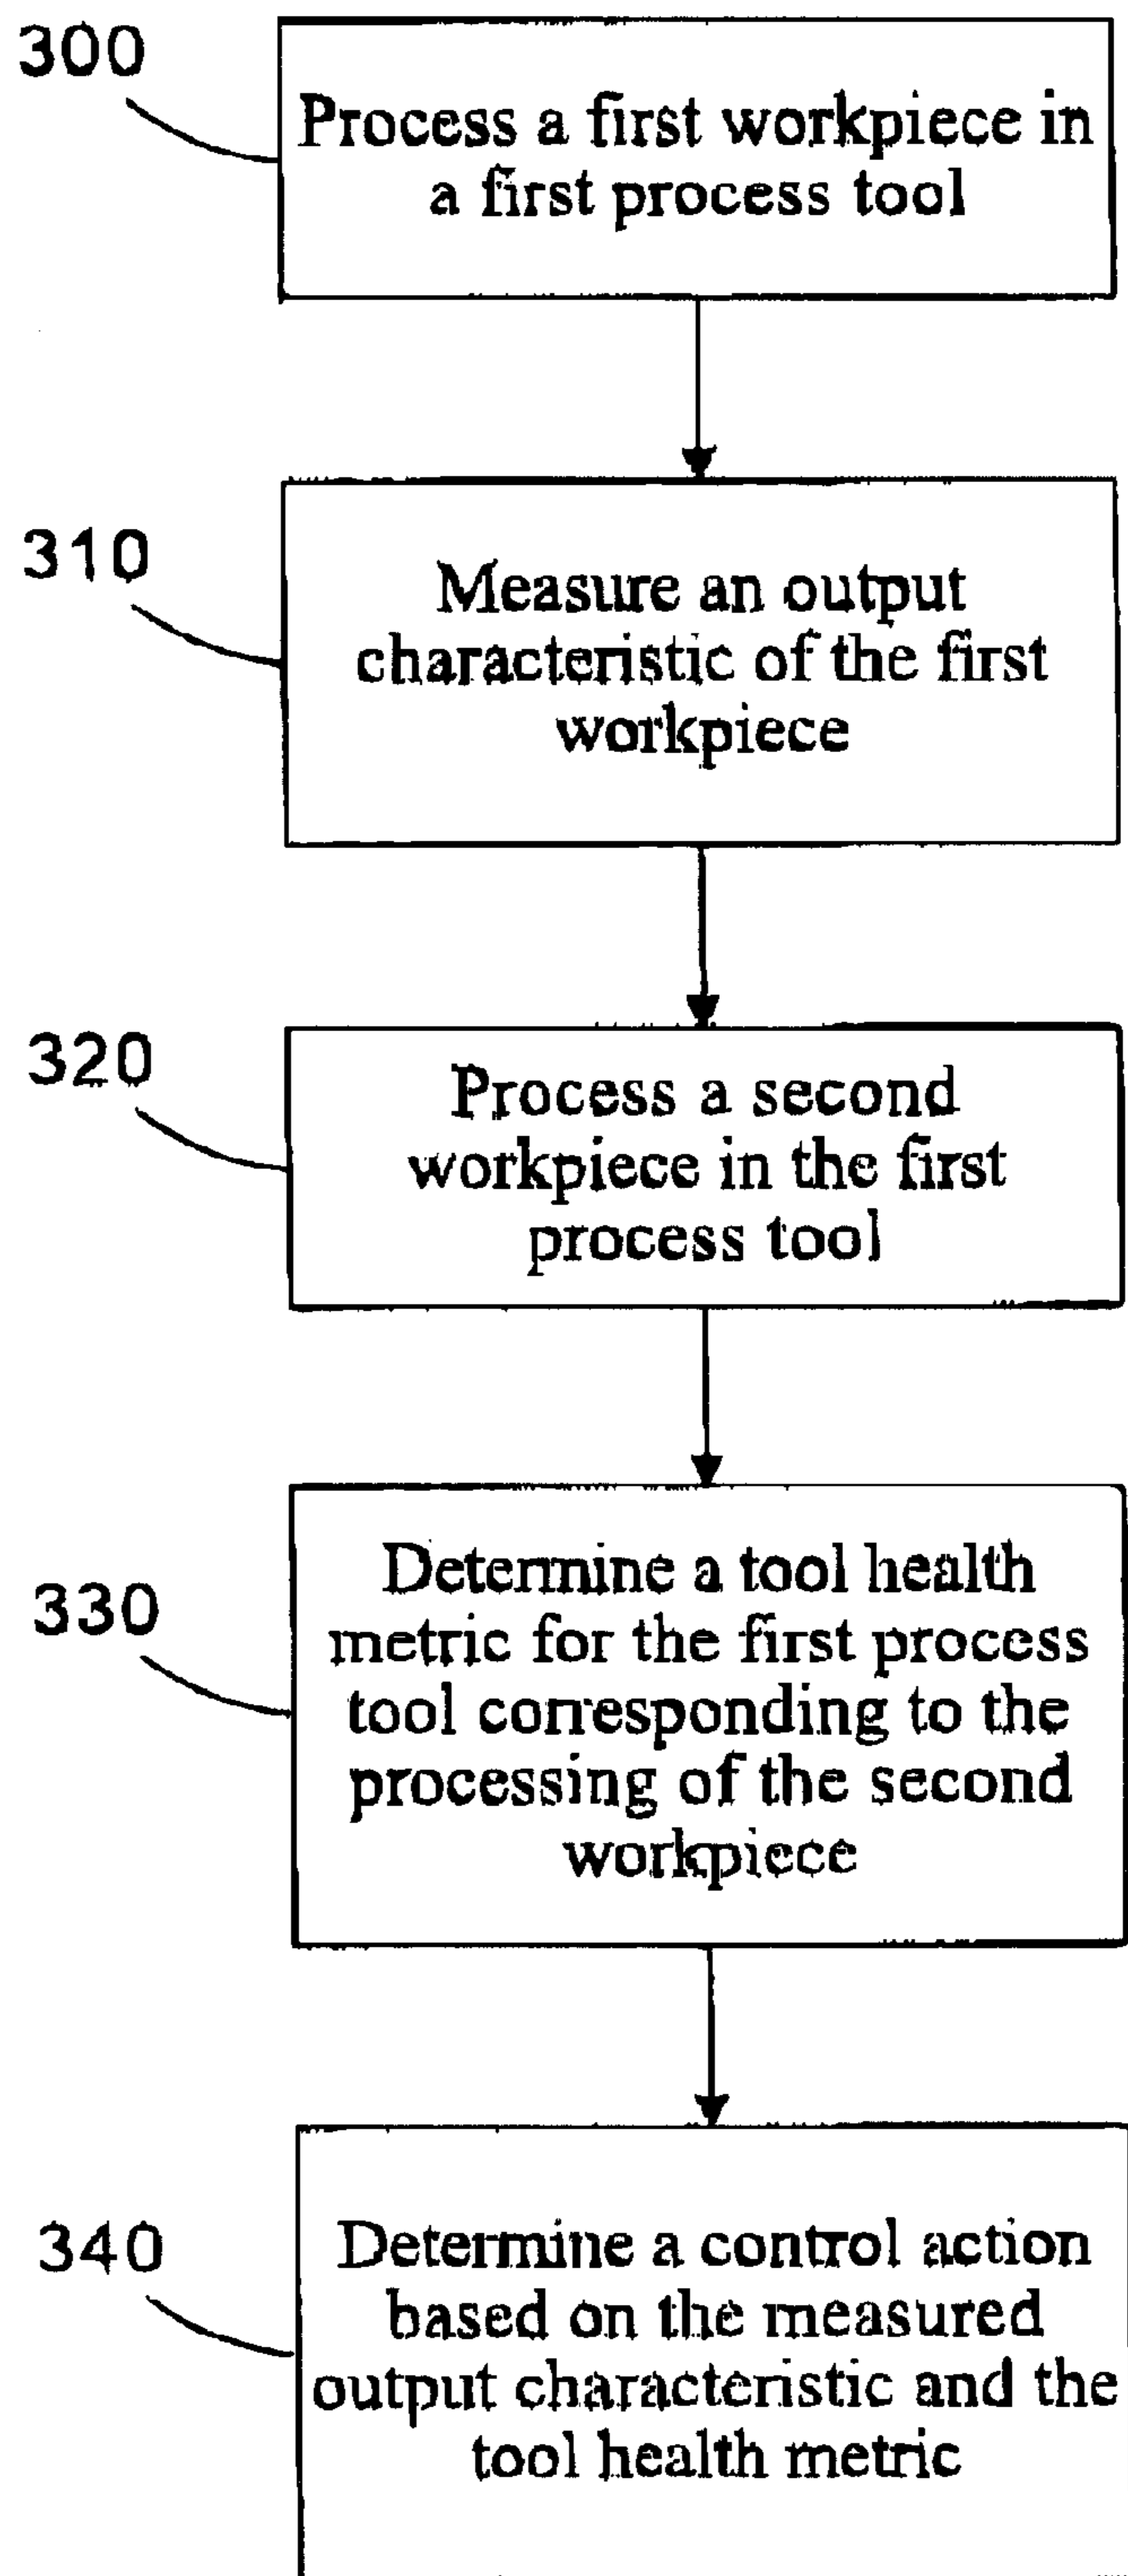 300
Process a first workpiece in
a first process tool
310
Measure an output
characteristic of the first
workpiece
320
Process a second
workpiece in the first
process tool
330
Determine a tool health
metric for the first process
tool corresponding to the
processing of the second
workpiece
340
Determine a control action
based on the measured
output characteristic and the
tool health metric